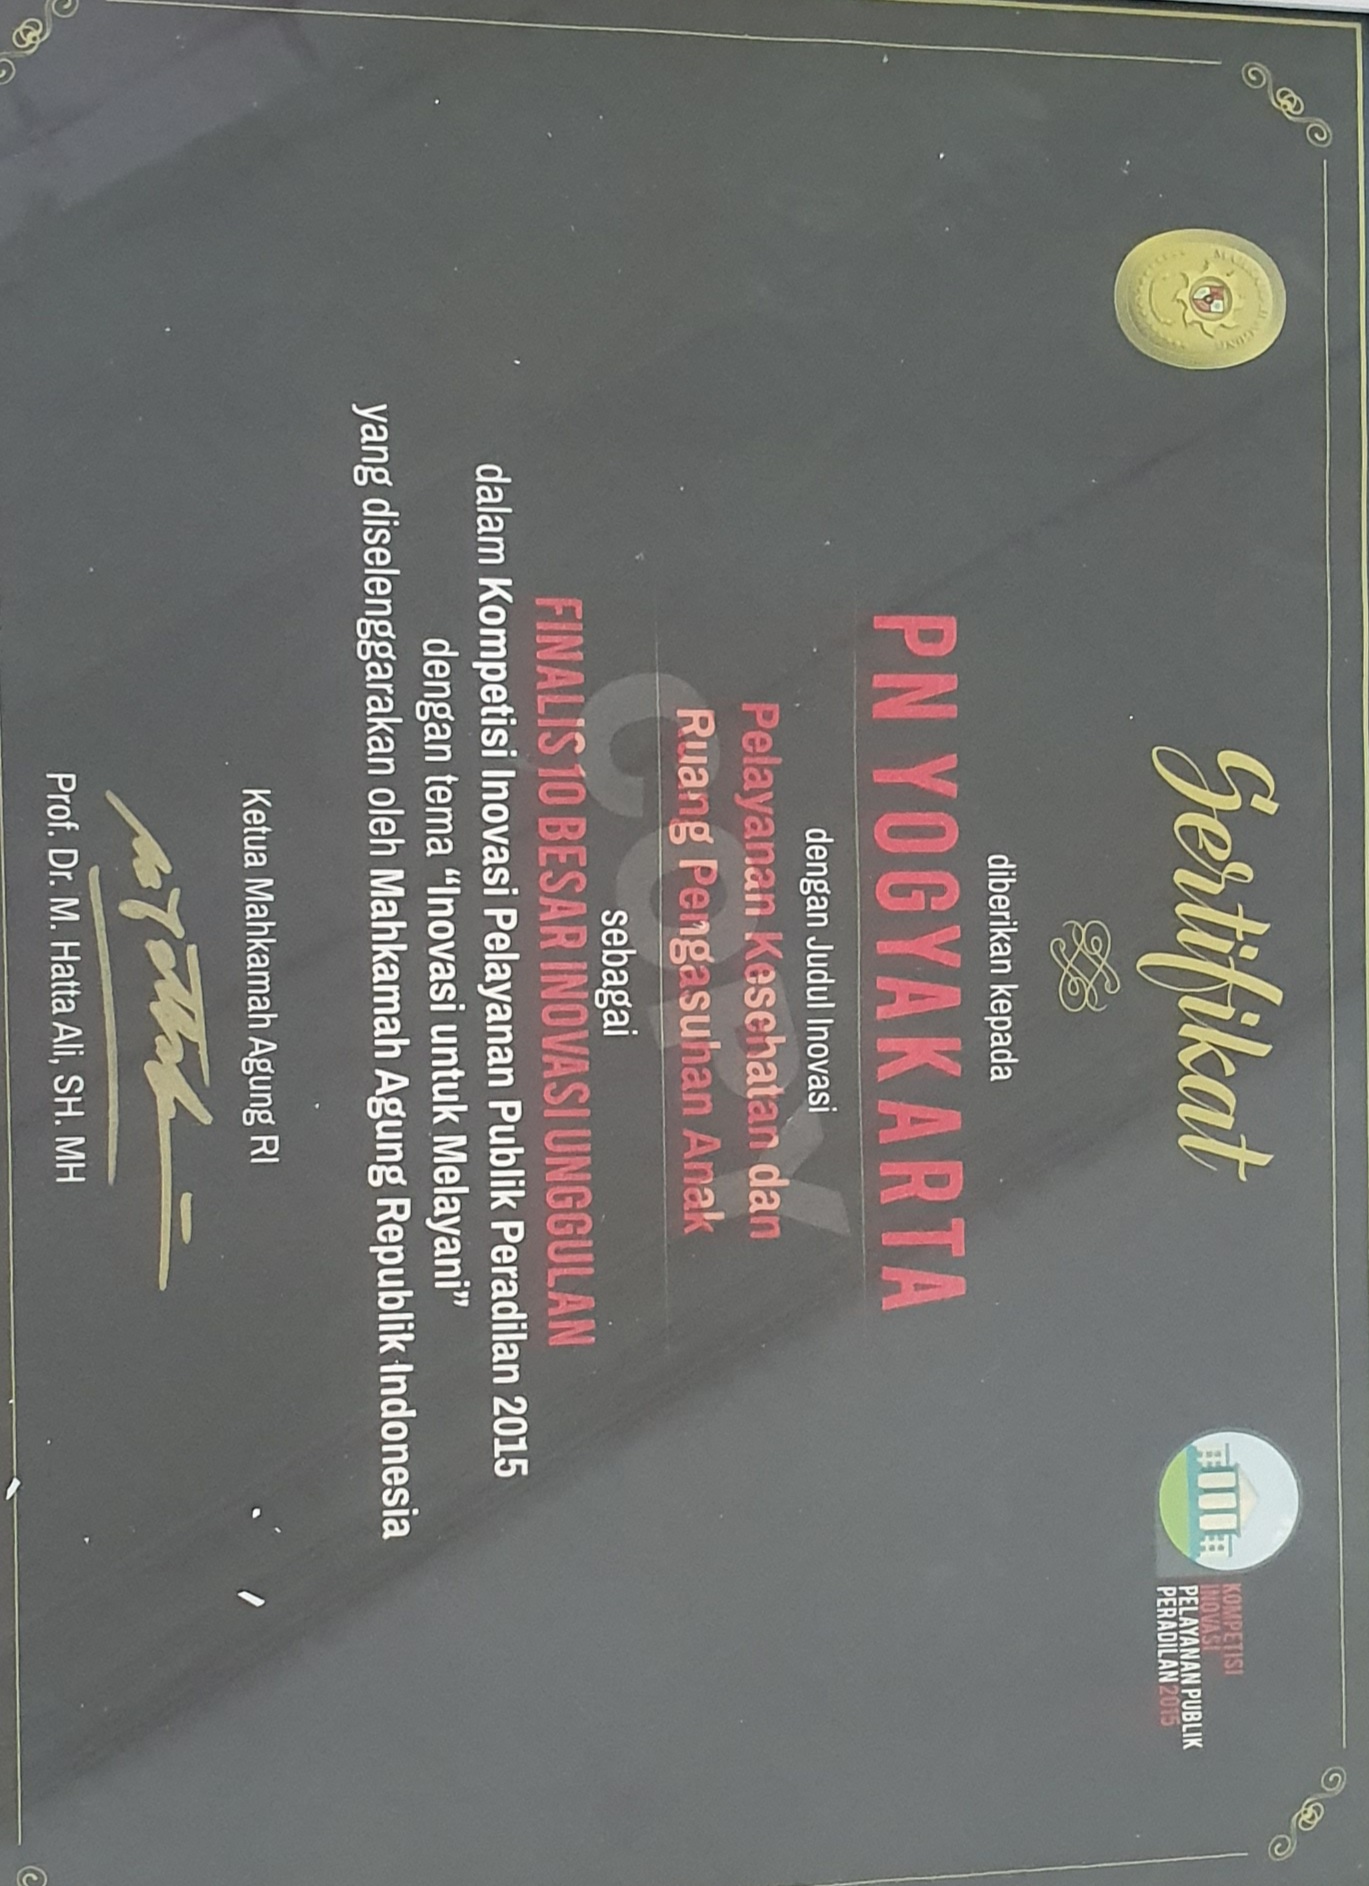 Sertifikat
KOMPETISI
INOVASI
PELAYANAN PUBLIK
PERADILAN 2015
diberikan kepada
PN YOGYAKARTA
dengan Judul Inovasi
Pelayanan Kesehatan dan
Ruang Pengasuhan Anak
COPY
sebagai
FINALIS 10 BESAR INOVASI UNGGULAN
dalam Kompetisi Inovasi Pelayanan Publik Peradilan 2015
dengan tema “Inovasi untuk Melayani”
yang diselenggarakan oleh Mahkamah Agung Republik Indonesia
Ketua Mahkamah Agung RI
Prof. Dr. M. Hatta Ali, SH. MH